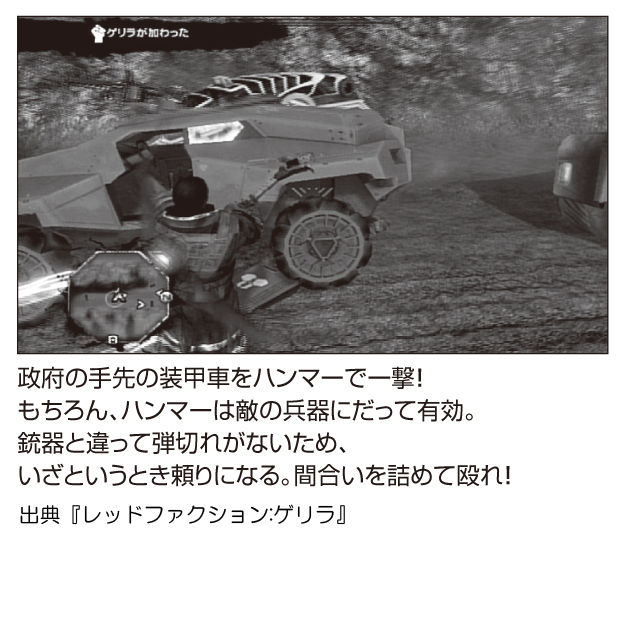 ゲリラが加わった
政府の手先の装甲車をハンマーで一撃!
もちろん、ハンマーは敵の兵器にだって有効。
銃器と違って弾切れがないため、
いざというとき頼りになる。間合いを詰めて殴れ!
出典『レッドファクション:ゲリラ』